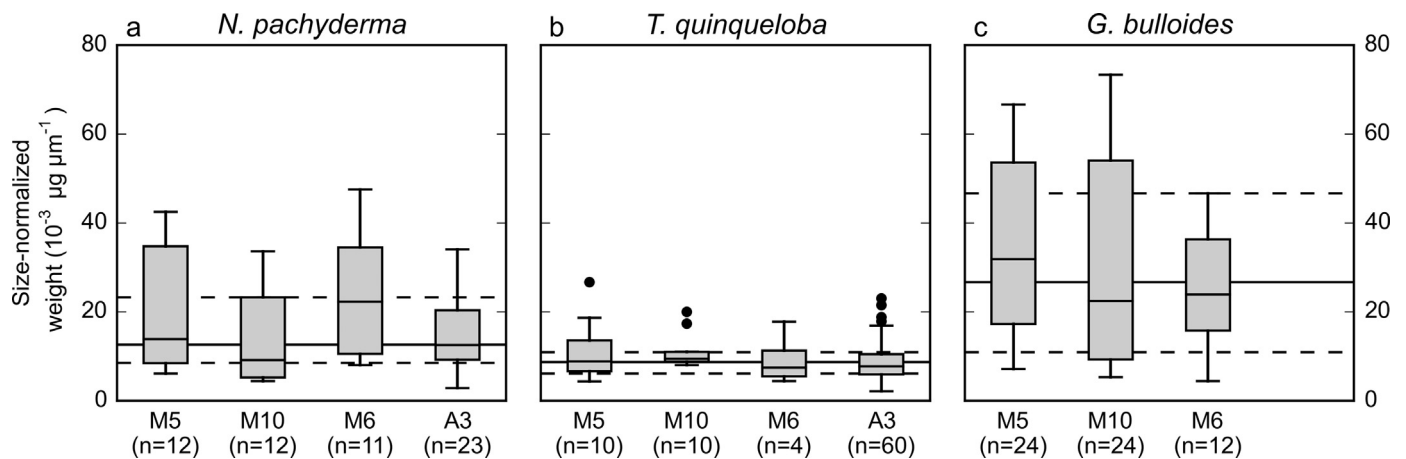 a N. pachyderma b T. quinqueloba c G. bulloides
Size-normalized
weight (10⁻³ µg µm⁻¹)
80 80
60 60
40 40
20 20
0 0
M5 M10 M6 A3 M5 M10 M6 A3 M5 M10 M6
(n=12) (n=12) (n=11) (n=23) (n=10) (n=10) (n=4) (n=60) (n=24) (n=24) (n=12)